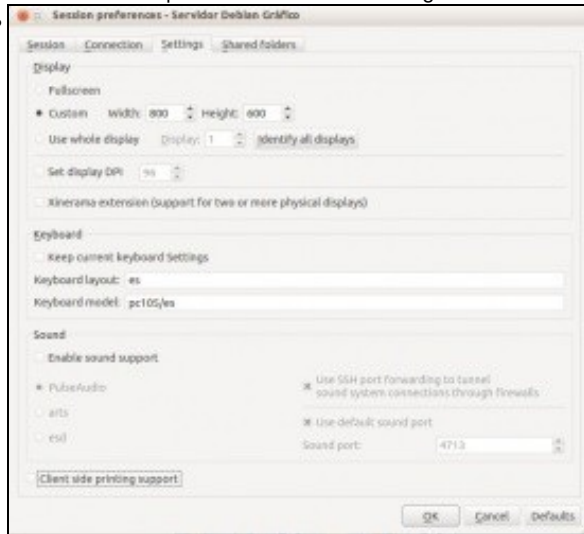 Session preferences - Servidor Debian Gráfico
Session Connection Settings Shared folders
Display
Fullscreen
Custom Width: 800 Height: 600
Use whole display Display: 1 Identify all displays
Set display DPI 96
Xinerama extension (support for two or more physical displays)
Keyboard
Keep current keyboard Settings
Keyboard layout: es
Keyboard model: pc105/es
Sound
Enable sound support
PulseAudio
Use SSH port forwarding to tunnel
sound system connections through firewalls
arts
Use default sound port
esd
Sound port: 4713
Client side printing support
OK Cancel Defaults